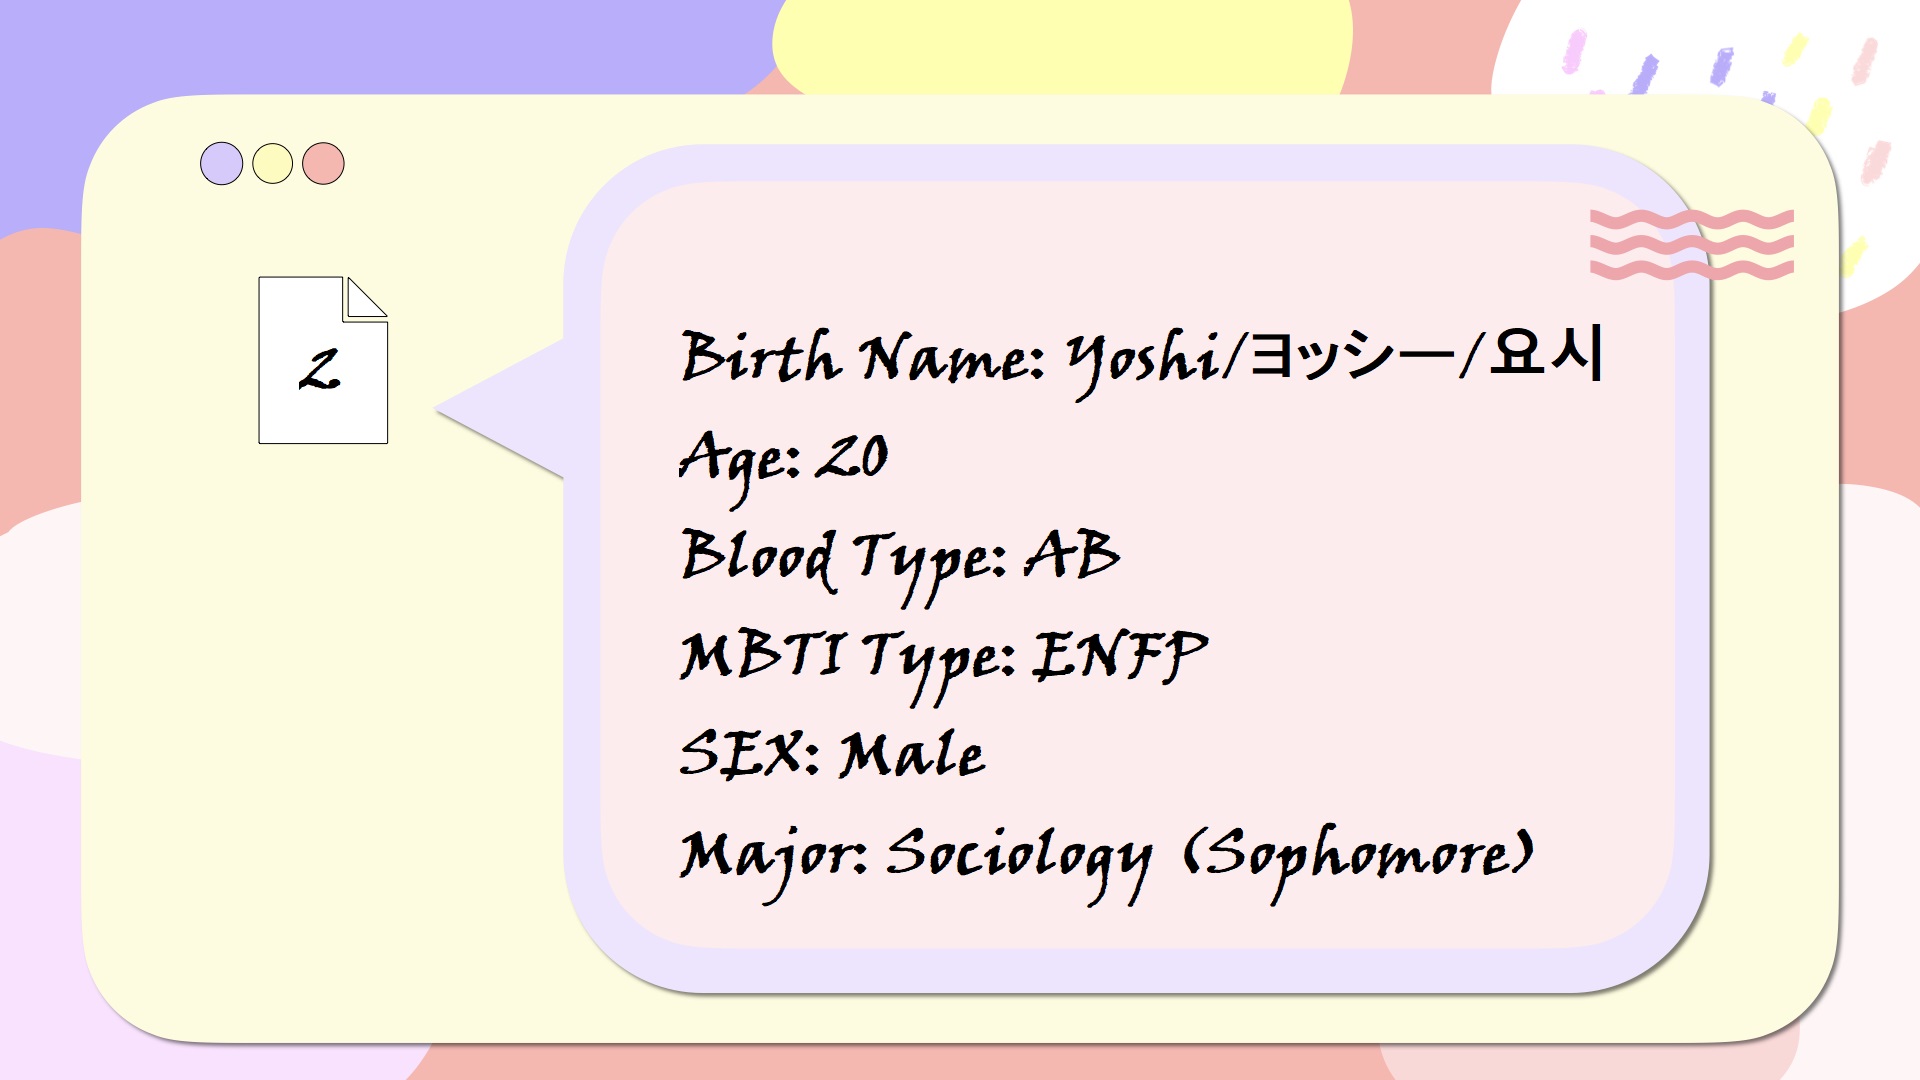 2
Birth Name: Yoshi/ヨッシー/요시
Age: 20
Blood Type: AB
MBTI Type: ENFP
SEX: Male
Major: Sociology (Sophomore)